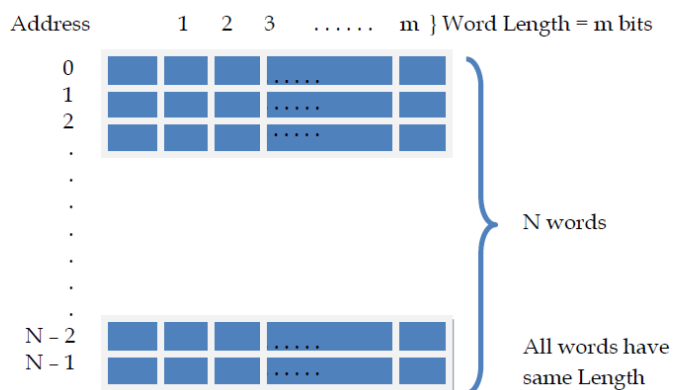 Address 1 2 3 ...... m } Word Length = m bits
0 .....
1 .....
2 .....
.
.
.
.
N words
.
.
.
N – 2 .....
All words have
N – 1 .....
same Length